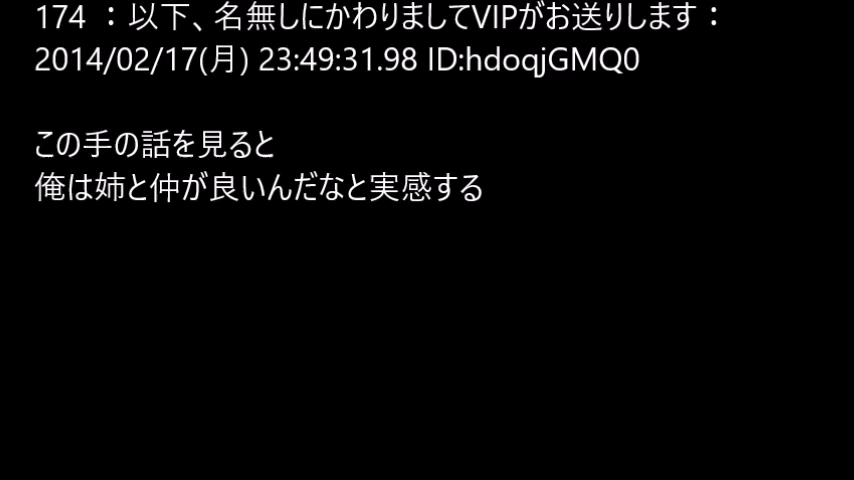 174 ：以下、名無しにかわりましてVIPがお送りします：
2014/02/17(月) 23:49:31.98 ID:hdoqjGMQ0
この手の話を見ると
俺は姉と仲が良いんだなと実感する